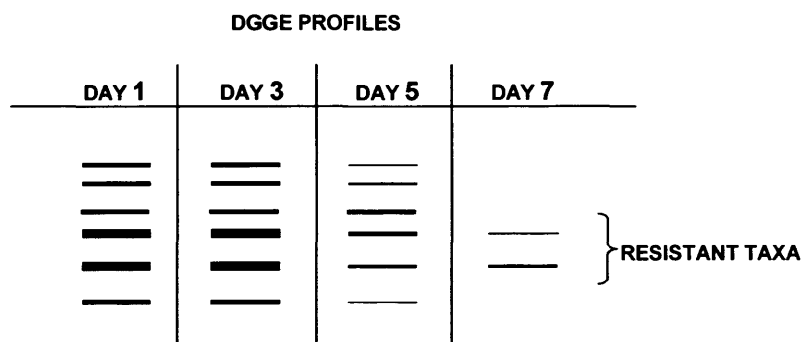 DGGE PROFILES
DAY 1 DAY 3 DAY 5 DAY 7
RESISTANT TAXA